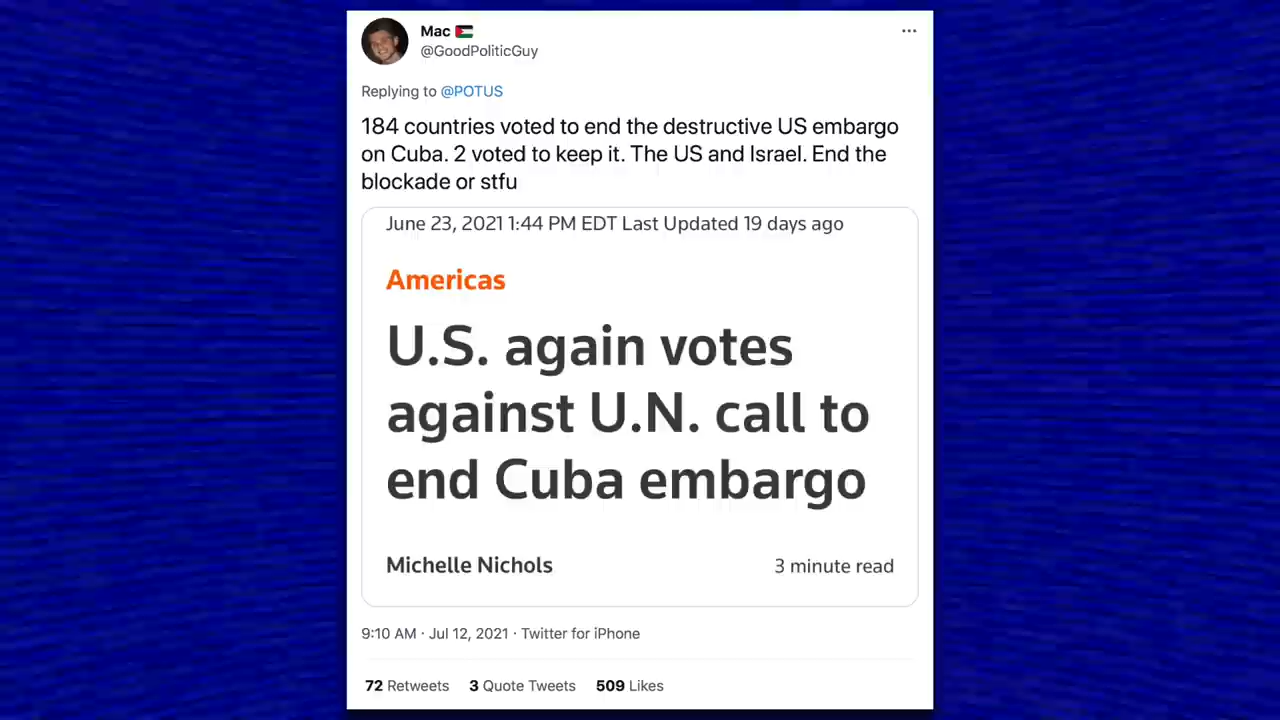 Mac 🇵🇸
@GoodPoliticGuy
Replying to @POTUS
184 countries voted to end the destructive US embargo
on Cuba. 2 voted to keep it. The US and Israel. End the
blockade or stfu
June 23, 2021 1:44 PM EDT Last Updated 19 days ago
Americas
U.S. again votes
against U.N. call to
end Cuba embargo
Michelle Nichols 3 minute read
9:10 AM · Jul 12, 2021 · Twitter for iPhone
72 Retweets 3 Quote Tweets 509 Likes